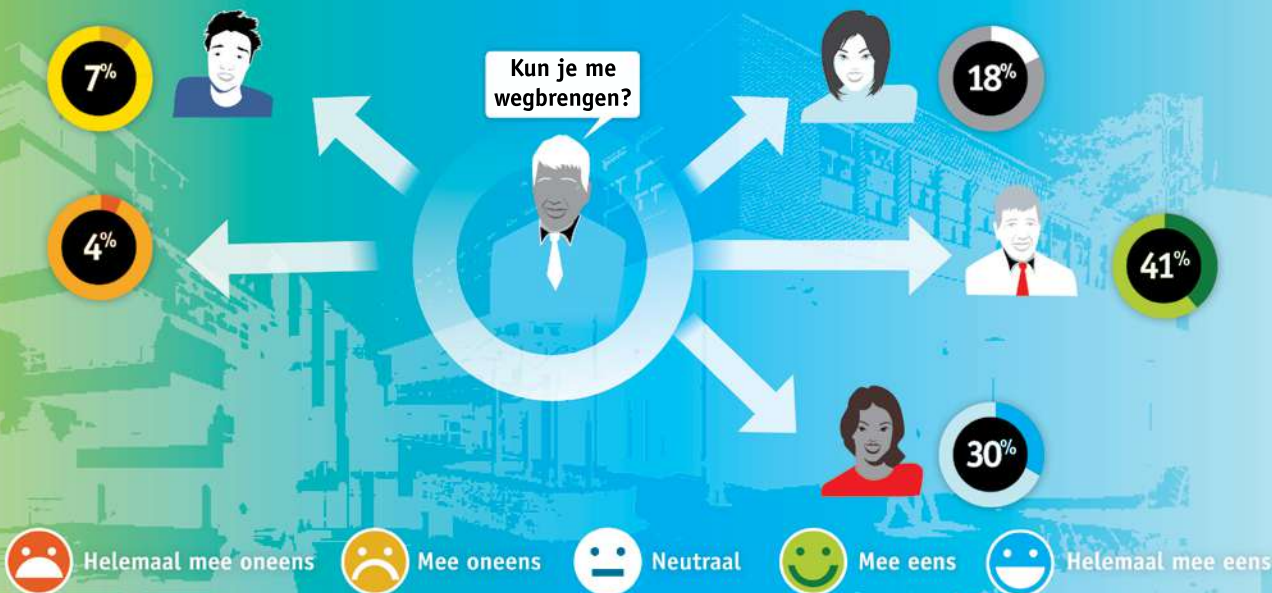 7%
Kun je me
wegbrengen?
18%
4%
41%
30%
Helemaal mee oneens
Mee oneens
Neutraal
Mee eens
Helemaal mee eens